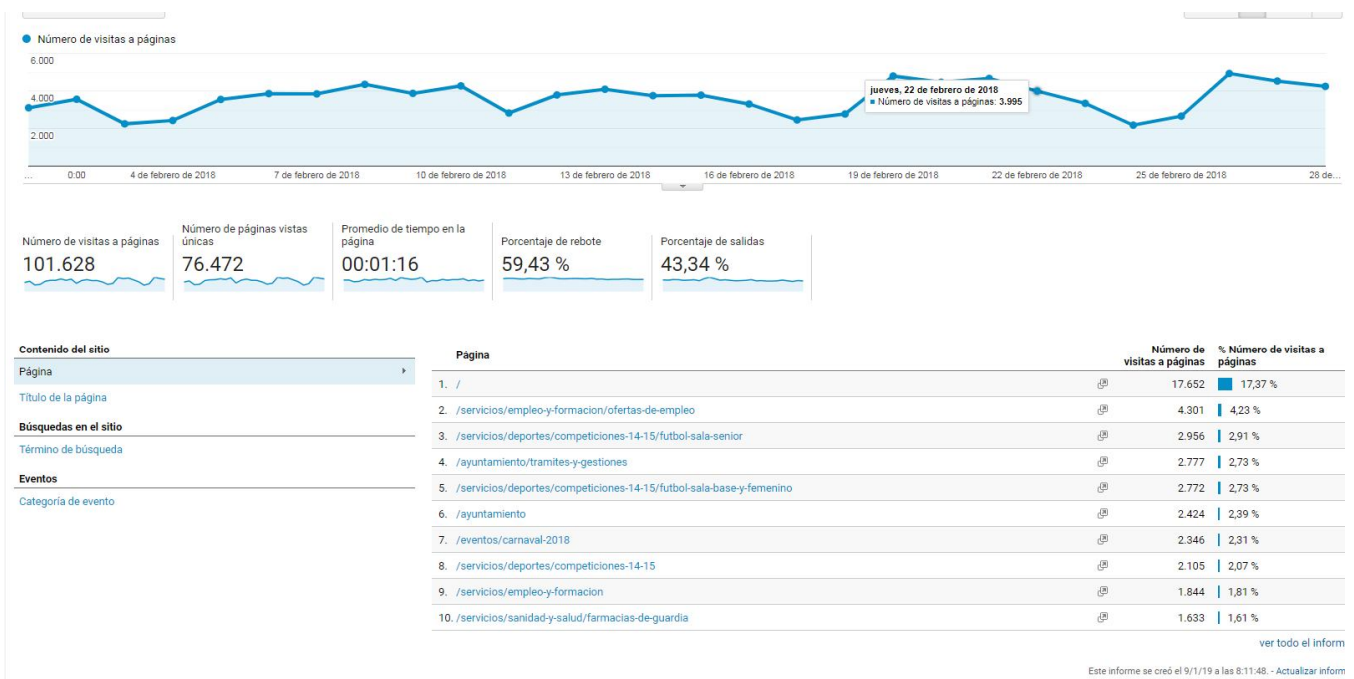 Número de visitas a páginas
6.000
4.000
2.000
jueves, 22 de febrero de 2018
Número de visitas a páginas: 3.995
... 0:00 4 de febrero de 2018 7 de febrero de 2018 10 de febrero de 2018 13 de febrero de 2018 16 de febrero de 2018 19 de febrero de 2018 22 de febrero de 2018 25 de febrero de 2018 28 de...
Número de visitas a páginas
101.628
Número de páginas vistas
únicas
76.472
Promedio de tiempo en la
página
00:01:16
Porcentaje de rebote
59,43 %
Porcentaje de salidas
43,34 %
Contenido del sitio
Página
Título de la página
Búsquedas en el sitio
Término de búsqueda
Eventos
Categoría de evento
Página
Número de
visitas a páginas
% Número de visitas a
páginas
1. / 17.652 17,37 %
2. /servicios/empleo-y-formacion/ofertas-de-empleo 4.301 4,23 %
3. /servicios/deportes/competiciones-14-15/futbol-sala-senior 2.956 2,91 %
4. /ayuntamiento/tramites-y-gestiones 2.777 2,73 %
5. /servicios/deportes/competiciones-14-15/futbol-sala-base-y-femenino 2.772 2,73 %
6. /ayuntamiento 2.424 2,39 %
7. /eventos/carnaval-2018 2.346 2,31 %
8. /servicios/deportes/competiciones-14-15 2.105 2,07 %
9. /servicios/empleo-y-formacion 1.844 1,81 %
10. /servicios/sanidad-y-salud/farmacias-de-guardia 1.633 1,61 %
ver todo el inform
Este informe se creó el 9/1/19 a las 8:11:48. - Actualizar inform